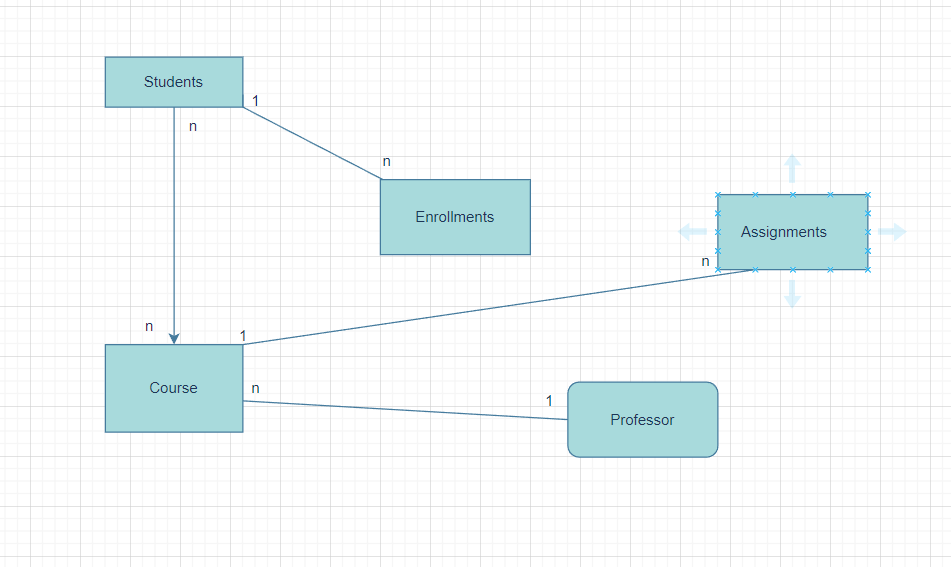 Students
1
n
n
Enrollments
Assignments
n
n
1
Course
n
1
Professor